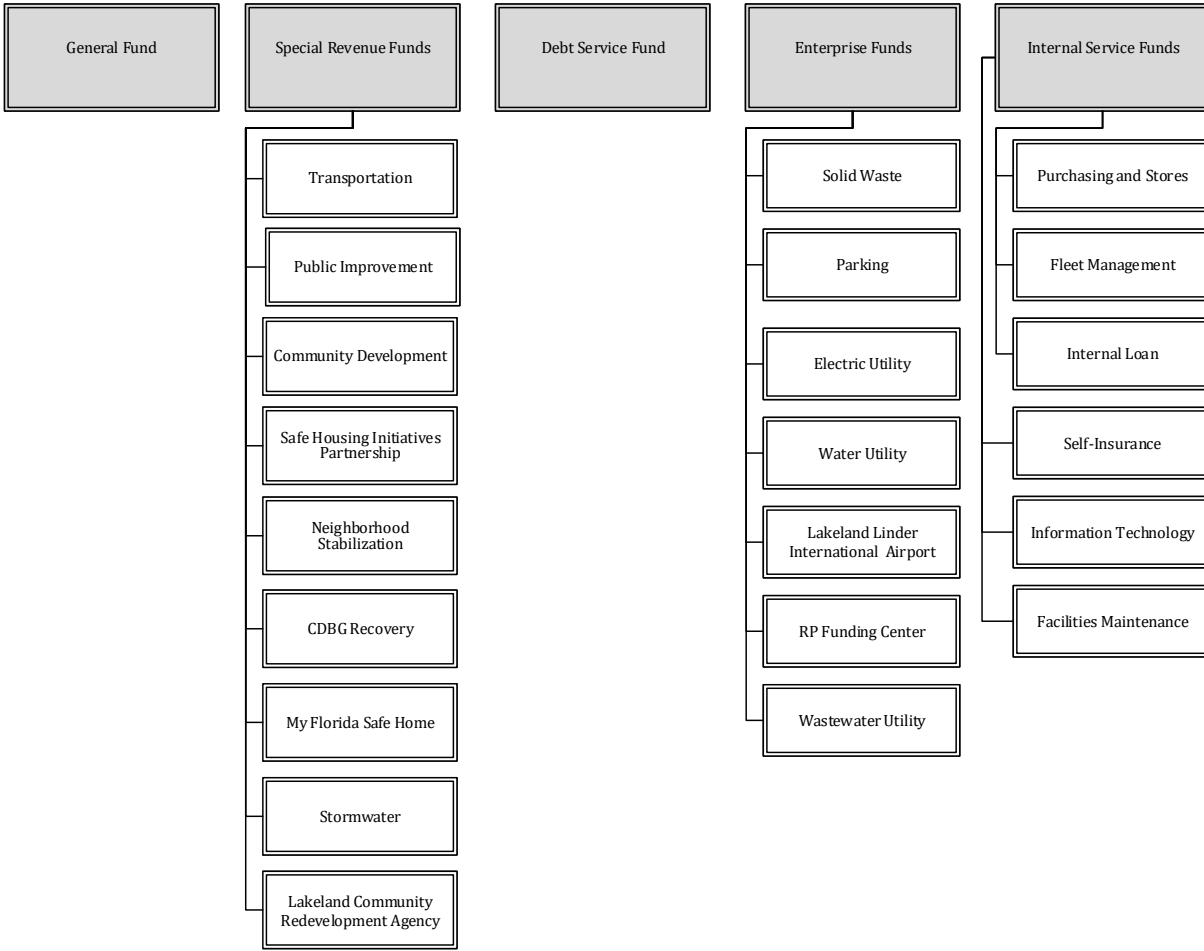 General Fund
Special Revenue Funds
Debt Service Fund
Enterprise Funds
Internal Service Funds
Transportation
Public Improvement
Community Development
Safe Housing Initiatives
Partnership
Neighborhood
Stabilization
CDBG Recovery
My Florida Safe Home
Stormwater
Lakeland Community
Redevelopment Agency
Solid Waste
Parking
Electric Utility
Water Utility
Lakeland Linder
International Airport
RP Funding Center
Wastewater Utility
Purchasing and Stores
Fleet Management
Internal Loan
Self-Insurance
Information Technology
Facilities Maintenance